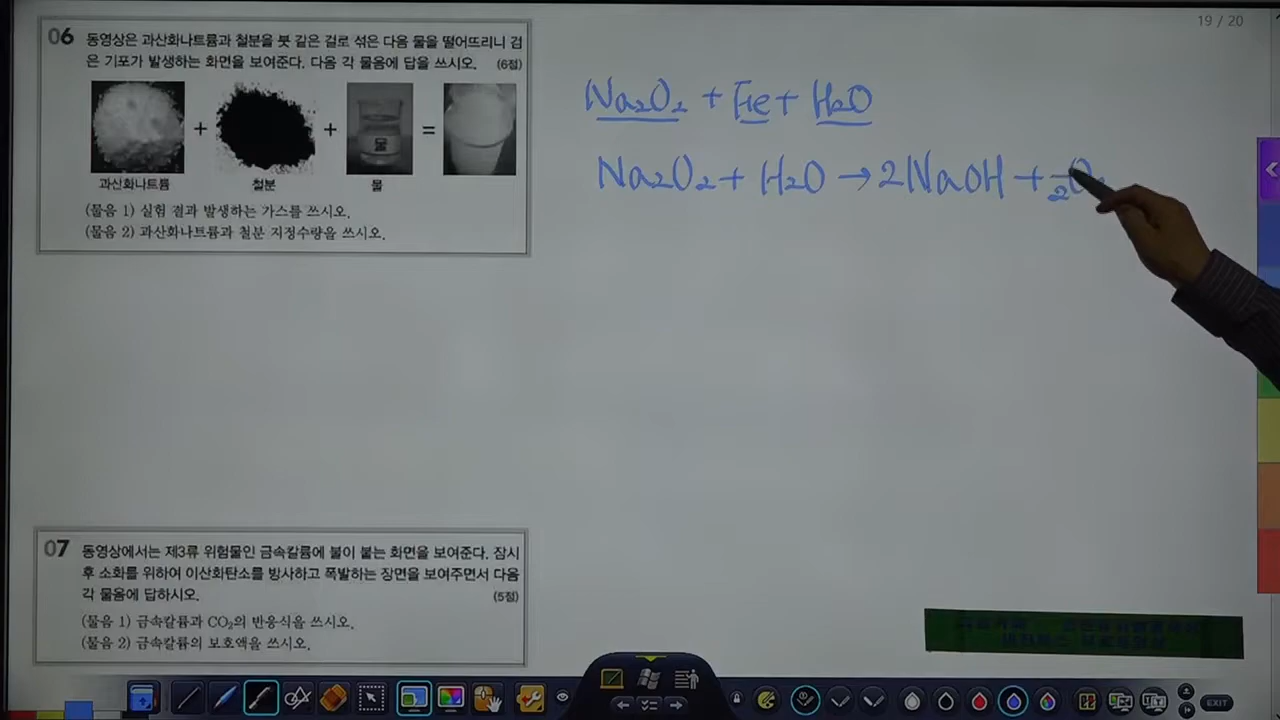 19 / 20
06 동영상은 과산화나트륨과 철분을 붓 같은 걸로 섞은 다음 물을 떨어뜨리니 검
은 기포가 발생하는 화면을 보여준다. 다음 각 물음에 답을 쓰시오. (6점)
+ + 물 =
과산화나트륨 철분 물
(물음 1) 실험 결과 발생하는 가스를 쓰시오.
(물음 2) 과산화나트륨과 철분 지정수량을 쓰시오.
Na₂O₂ + Fe + H₂O
Na₂O₂ + H₂O → 2NaOH +
07 동영상에서는 제3류 위험물인 금속칼륨에 불이 붙는 화면을 보여준다. 잠시
후 소화를 위하여 이산화탄소를 방사하고 폭발하는 장면을 보여주면서 다음
각 물음에 답하시오. (5점)
(물음 1) 금속칼륨과 CO₂의 반응식을 쓰시오.
(물음 2) 금속칼륨의 보호액을 쓰시오.
EXIT